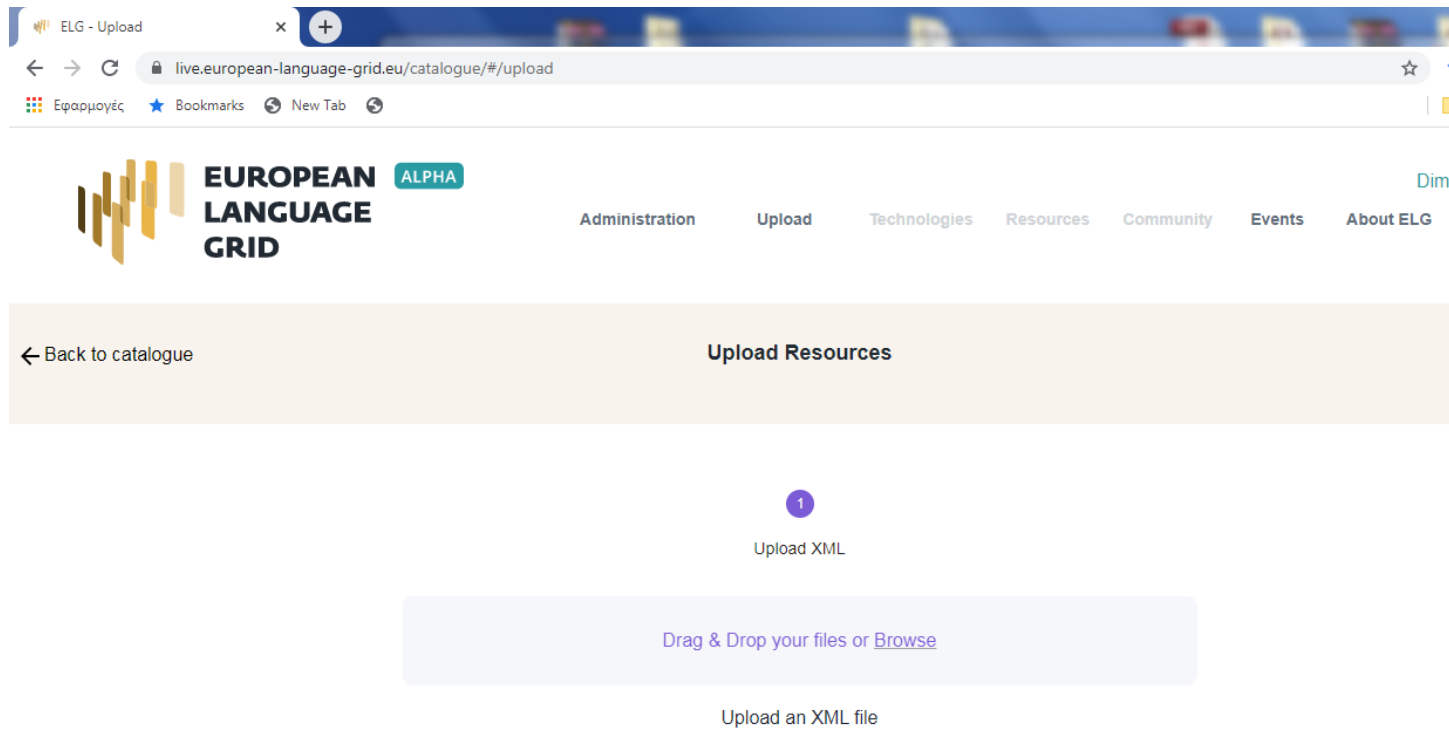 ELG - Upload
live.european-language-grid.eu/catalogue/#/upload
Εφαρμογές Bookmarks New Tab
EUROPEAN ALPHA
LANGUAGE
GRID
Dim
Administration Upload Technologies Resources Community Events About ELG
Back to catalogue Upload Resources
1
Upload XML
Drag & Drop your files or Browse
Upload an XML file